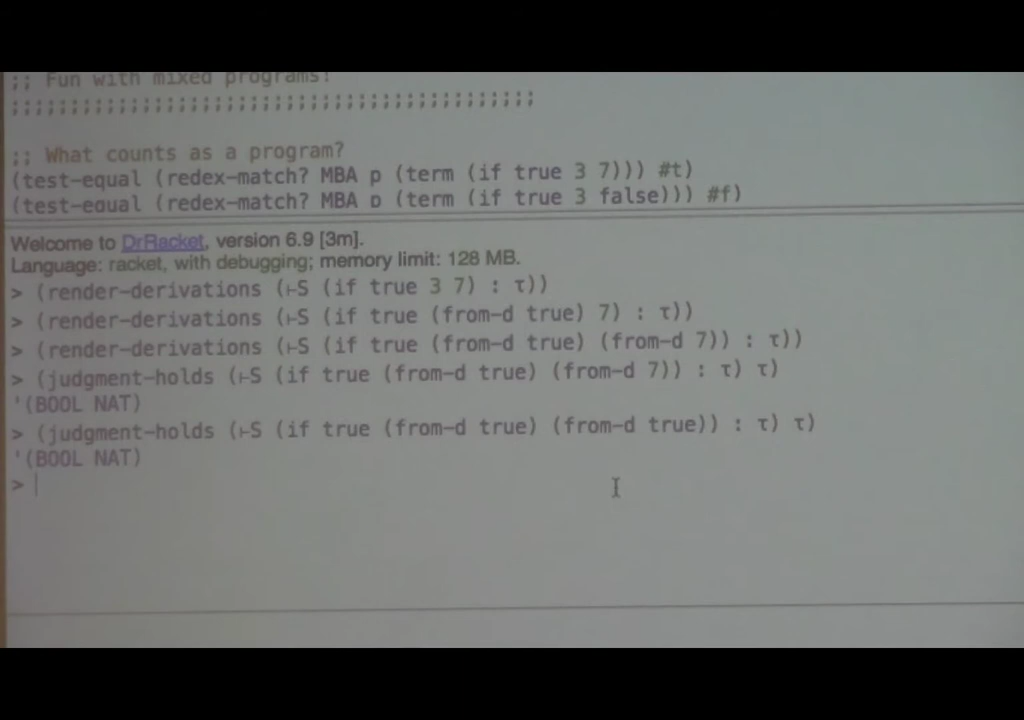 ;; Fun with mixed programs!
;;;;;;;;;;;;;;;;;;;;;;;;;;;;;;;;;;;;;;;;;;;;
;; What counts as a program?
(test-equal (redex-match? MBA p (term (if true 3 7))) #t)
(test-equal (redex-match? MBA p (term (if true 3 false))) #f)
Welcome to DrRacket, version 6.9 [3m].
Language: racket, with debugging; memory limit: 128 MB.
> (render-derivations (⊢S (if true 3 7) : τ))
> (render-derivations (⊢S (if true (from-d true) 7) : τ))
> (render-derivations (⊢S (if true (from-d true) (from-d 7)) : τ))
> (judgment-holds (⊢S (if true (from-d true) (from-d 7)) : τ) τ)
'(BOOL NAT)
> (judgment-holds (⊢S (if true (from-d true) (from-d true)) : τ) τ)
'(BOOL NAT)
>